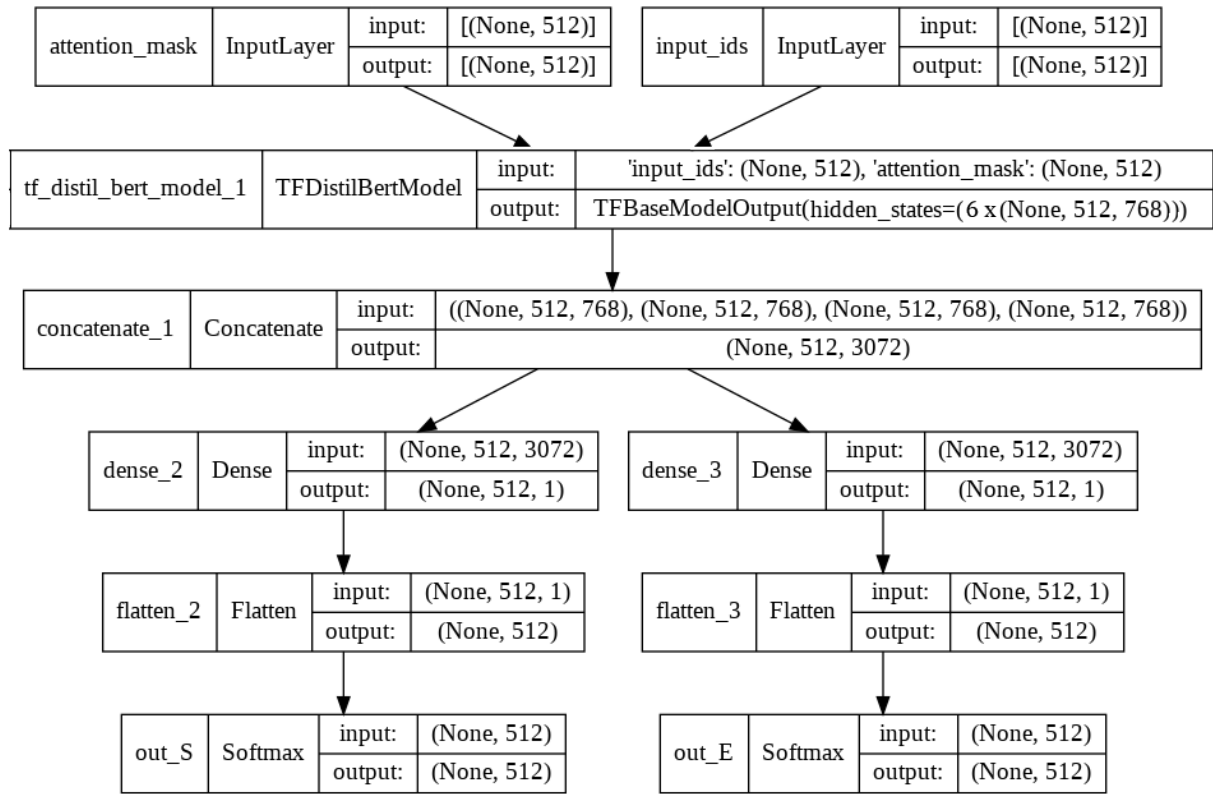 attention_mask InputLayer input: [(None, 512)]
output: [(None, 512)]
input_ids InputLayer input: [(None, 512)]
output: [(None, 512)]
tf_distil_bert_model_1 TFDistilBertModel input: 'input_ids': (None, 512), 'attention_mask': (None, 512)
output: TFBaseModelOutput(hidden_states=(6 x(None, 512, 768)))
concatenate_1 Concatenate input: ((None, 512, 768), (None, 512, 768), (None, 512, 768), (None, 512, 768))
output: (None, 512, 3072)
dense_2 Dense input: (None, 512, 3072)
output: (None, 512, 1)
dense_3 Dense input: (None, 512, 3072)
output: (None, 512, 1)
flatten_2 Flatten input: (None, 512, 1)
output: (None, 512)
flatten_3 Flatten input: (None, 512, 1)
output: (None, 512)
out_S Softmax input: (None, 512)
output: (None, 512)
out_E Softmax input: (None, 512)
output: (None, 512)